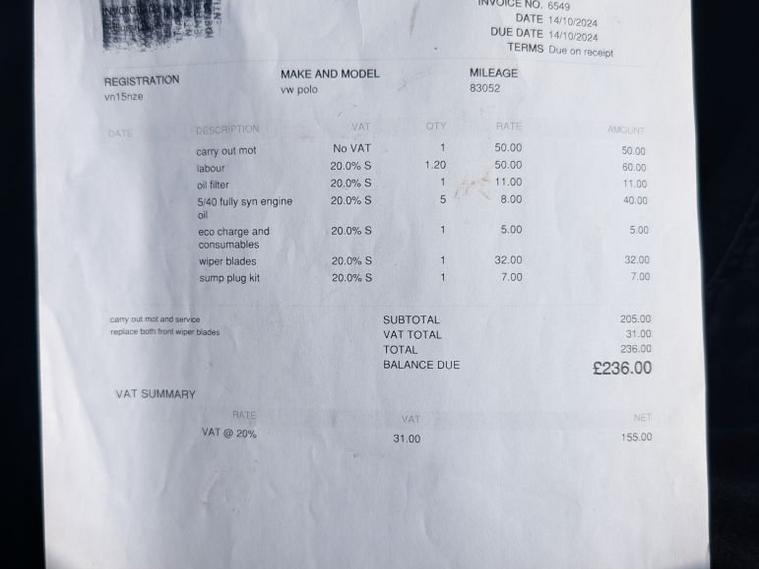 INVOICE NO. 6549
DATE 14/10/2024
DUE DATE 14/10/2024
TERMS Due on receipt
REGISTRATION MAKE AND MODEL MILEAGE
vn15nze vw polo 83052
DATE DESCRIPTION VAT QTY RATE AMOUNT
carry out mot No VAT 1 50.00 50.00
labour 20.0% S 1.20 50.00 60.00
oil filter 20.0% S 1 11.00 11.00
5/40 fully syn engine 20.0% S 5 8.00 40.00
oil
eco charge and 20.0% S 1 5.00 5.00
consumables
wiper blades 20.0% S 1 32.00 32.00
sump plug kit 20.0% S 1 7.00 7.00
carry out mot and service SUBTOTAL 205.00
replace both front wiper blades VAT TOTAL 31.00
TOTAL 236.00
BALANCE DUE £236.00
VAT SUMMARY
RATE VAT NET
VAT @ 20% 31.00 155.00